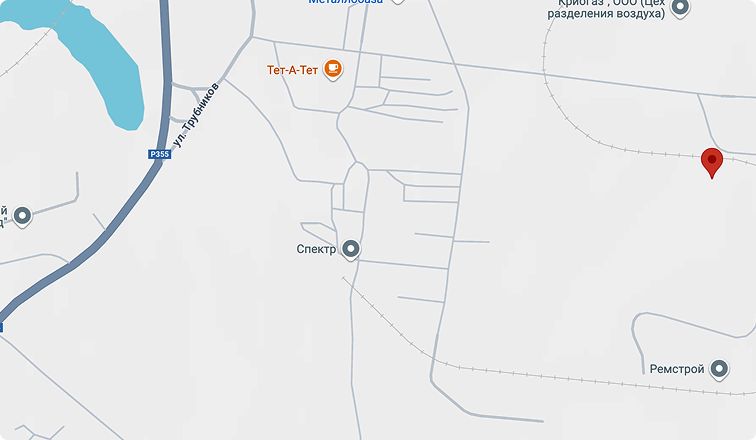 Металлобаза
Криогаз", ООО (Цех
разделения воздуха)
Тет-А-Тет
ул. Трубников
Р355
й
д"
Спектр
Ремстрой